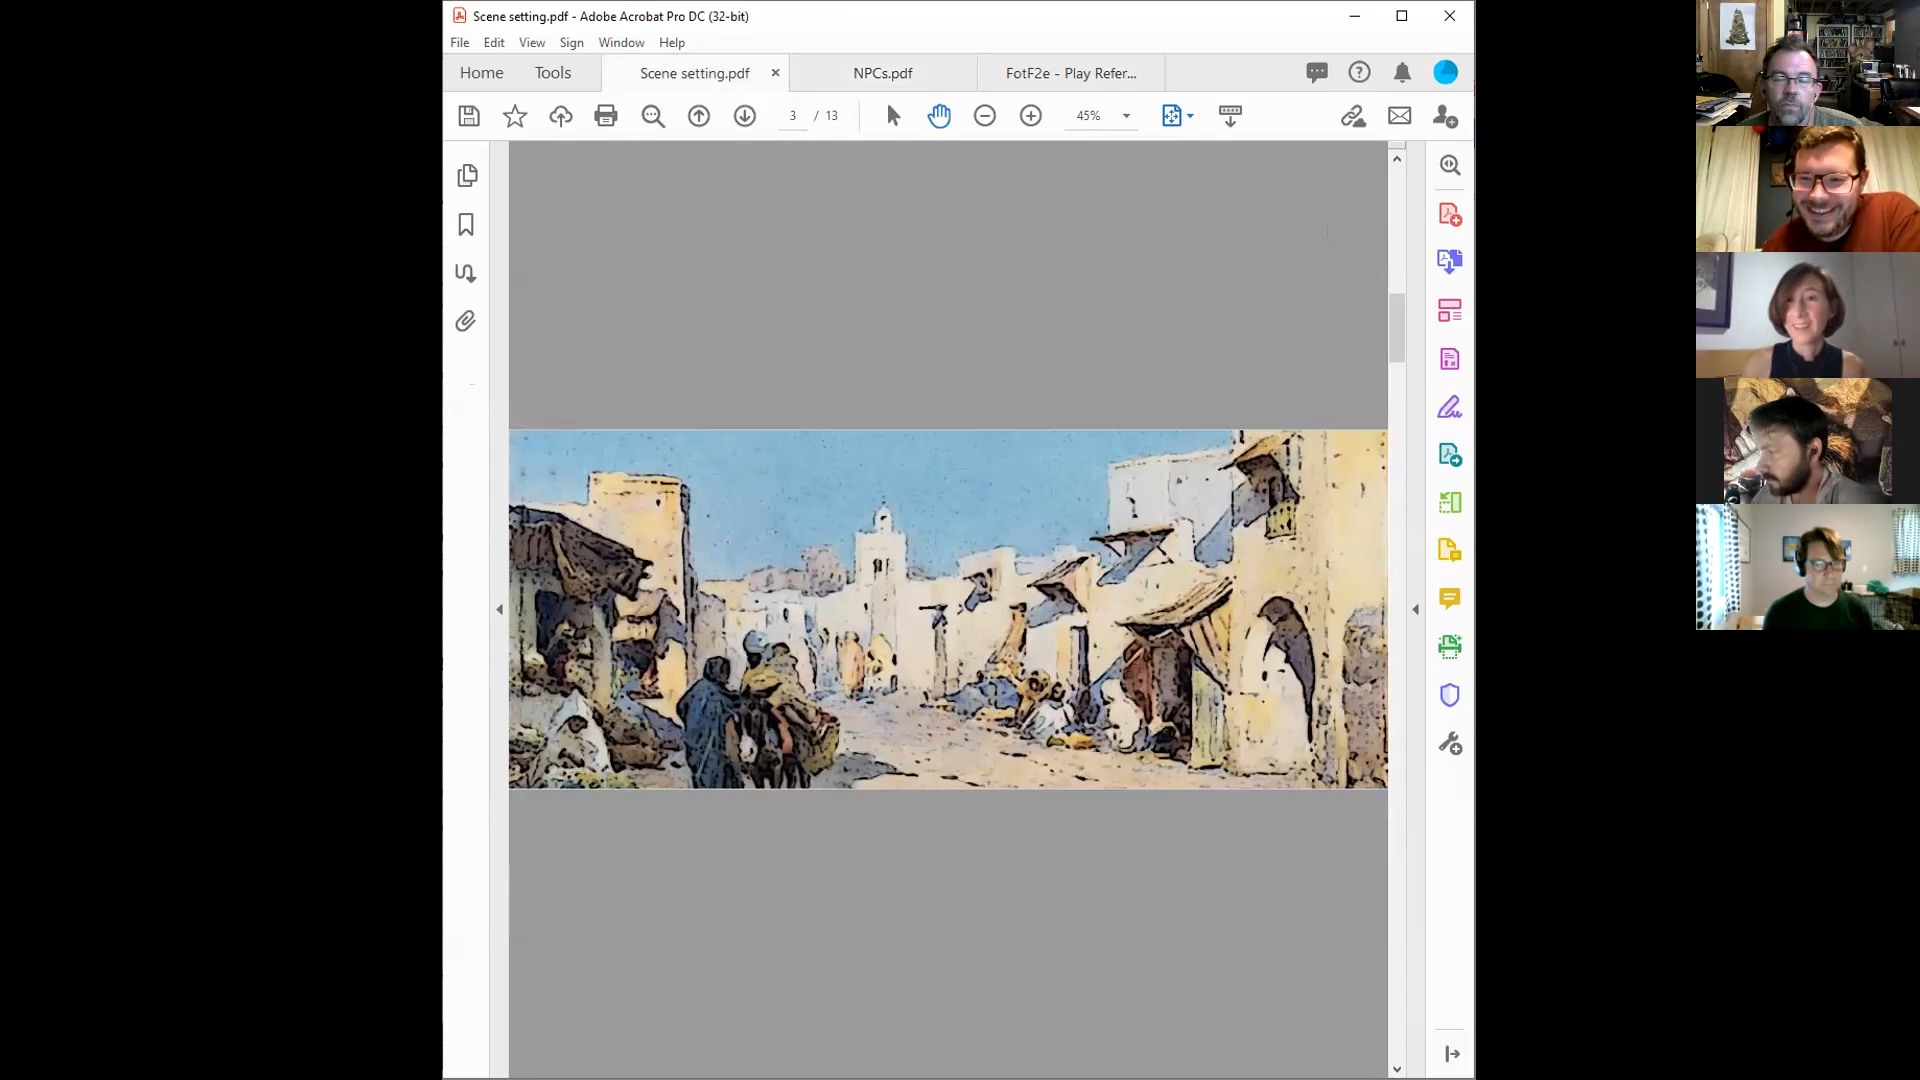 Scene setting.pdf - Adobe Acrobat Pro DC (32-bit)
File Edit View Sign Window Help
Home Tools Scene setting.pdf NPCs.pdf FotF2e - Play Refer...
3 / 13 45%